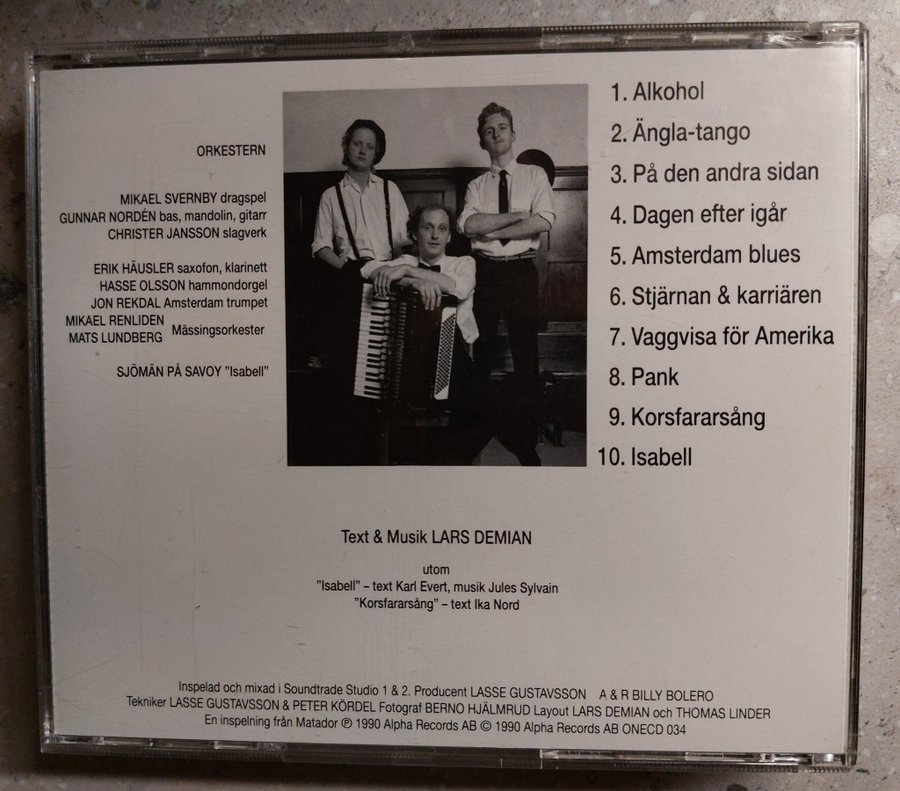 ORKESTERN
MIKAEL SVERNBY dragspel
GUNNAR NORDÉN bas, mandolin, gitarr
CHRISTER JANSSON slagverk
ERIK HÄUSLER saxofon, klarinett
HASSE OLSSON hammondorgel
JON REKDAL Amsterdam trumpet
MIKAEL RENLIDEN
MATS LUNDBERG
Mässingsorkester
SJÖMÄN PÅ SAVOY "Isabell"
1. Alkohol
2. Ängla-tango
3. På den andra sidan
4. Dagen efter igår
5. Amsterdam blues
6. Stjärnan & karriären
7. Vaggvisa för Amerika
8. Pank
9. Korsfararsång
10. Isabell
Text & Musik LARS DEMIAN
utom
"Isabell" – text Karl Evert, musik Jules Sylvain
"Korsfararsång" – text Ika Nord
Inspelad och mixad i Soundtrade Studio 1 & 2. Producent LASSE GUSTAVSSON A & R BILLY BOLERO
Tekniker LASSE GUSTAVSSON & PETER KÖRDEL Fotograf BERNO HJÄLMRUD Layout LARS DEMIAN och THOMAS LINDER
En inspelning från Matador ℗ 1990 Alpha Records AB © 1990 Alpha Records AB ONECD 034